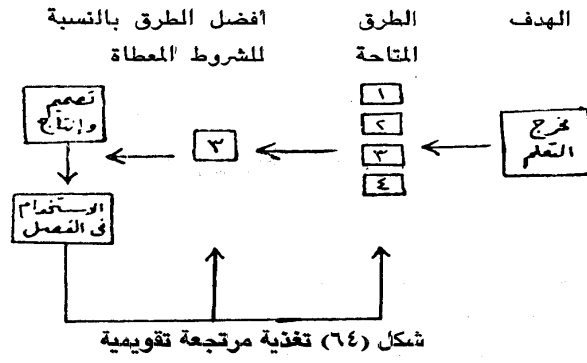 الهدف
الطرق
المتاحة
أفضل الطرق بالنسبة
للشروط المعطاة
مخرج
التعلم
١
٢
٣
٤
٣
تصميم
وإنتاج
الاستخدام
فى الفصل
شكل (٦٤) تغذية مرتجعة تقويمية